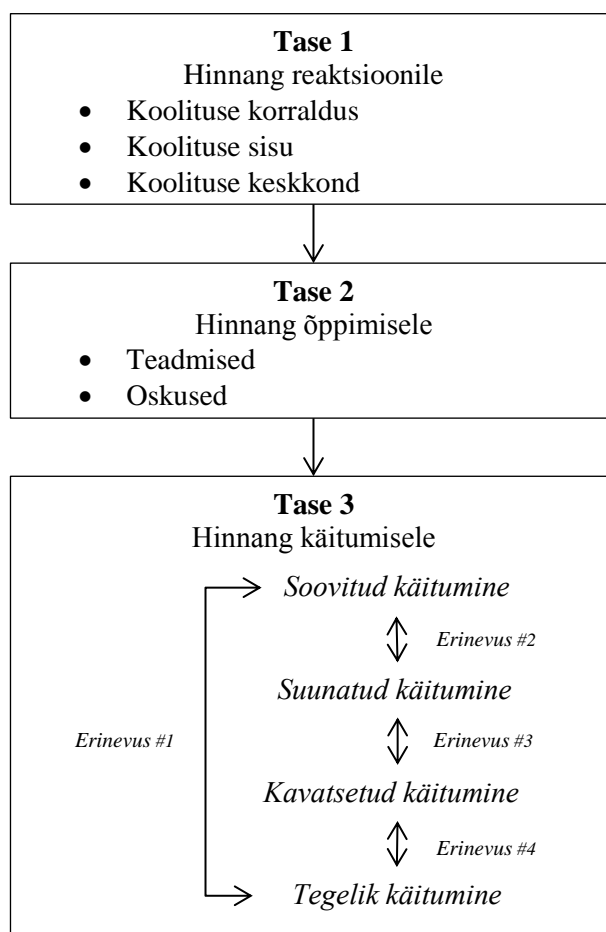 Tase 1
Hinnang reaktsioonile
• Koolituse korraldus
• Koolituse sisu
• Koolituse keskkond
Tase 2
Hinnang õppimisele
• Teadmised
• Oskused
Tase 3
Hinnang käitumisele
Soovitud käitumine
Erinevus #2
Suunatud käitumine
Erinevus #1
Erinevus #3
Kavatsetud käitumine
Erinevus #4
Tegelik käitumine